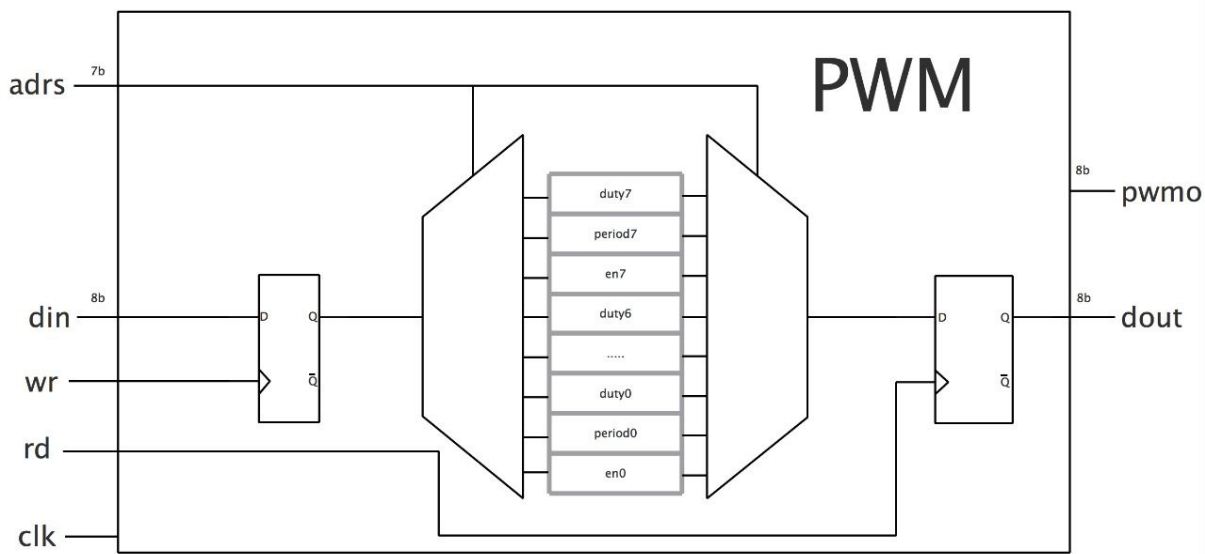 PWM
adrs
7b
duty7
8b
pwmo
period7
en7
8b
din
D
Q
duty6
D
Q
8b
dout
.....
wr
Q̅
Q̅
duty0
rd
period0
en0
clk